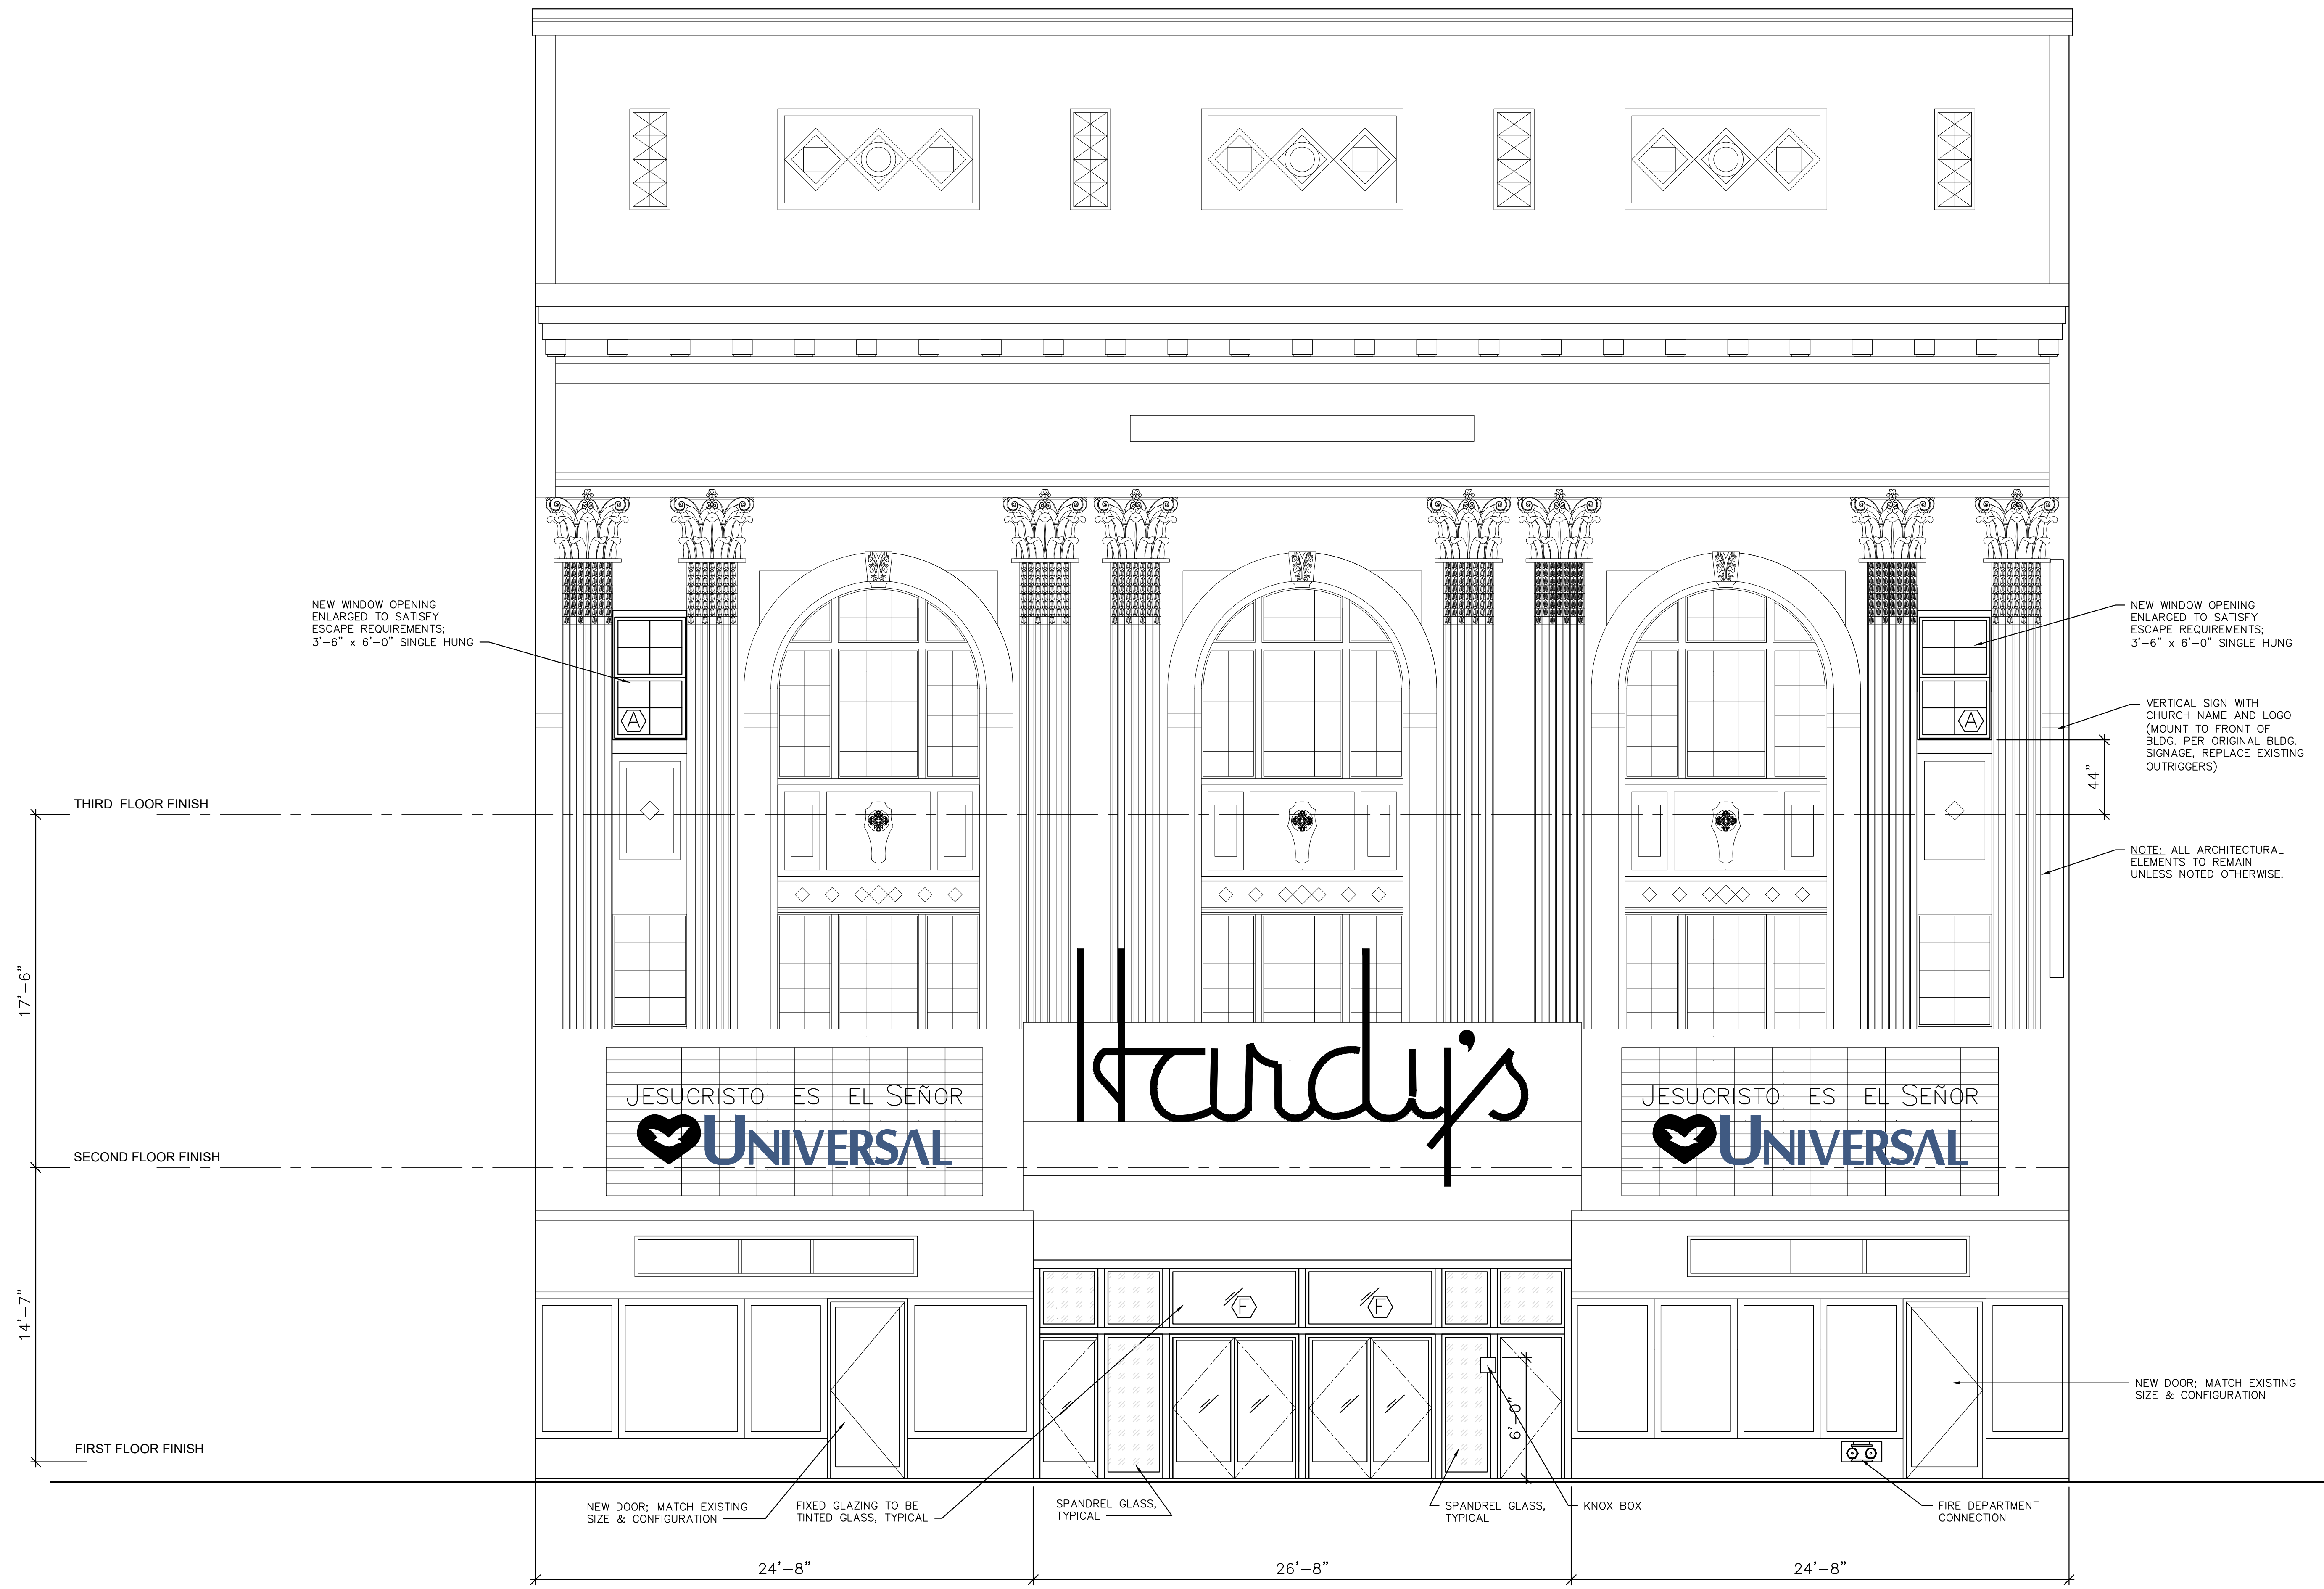 NEW WINDOW OPENING
ENLARGED TO SATISFY
ESCAPE REQUIREMENTS;
3'-6" x 6'-0" SINGLE HUNG
A
NEW WINDOW OPENING
ENLARGED TO SATISFY
ESCAPE REQUIREMENTS;
3'-6" x 6'-0" SINGLE HUNG
A
VERTICAL SIGN WITH
CHURCH NAME AND LOGO
(MOUNT TO FRONT OF
BLDG. PER ORIGINAL BLDG.
SIGNAGE, REPLACE EXISTING
OUTRIGGERS)
44"
THIRD FLOOR FINISH
NOTE: ALL ARCHITECTURAL
ELEMENTS TO REMAIN
UNLESS NOTED OTHERWISE.
17'-6"
Hardy's
JESUCRISTO ES EL SEÑOR
UNIVERSAL
JESUCRISTO ES EL SEÑOR
UNIVERSAL
SECOND FLOOR FINISH
14'-7"
F
F
6'-0"
NEW DOOR; MATCH EXISTING
SIZE & CONFIGURATION
FIRST FLOOR FINISH
NEW DOOR; MATCH EXISTING
SIZE & CONFIGURATION
FIXED GLAZING TO BE
TINTED GLASS, TYPICAL
SPANDREL GLASS,
TYPICAL
SPANDREL GLASS,
TYPICAL
KNOX BOX
FIRE DEPARTMENT
CONNECTION
24'-8"
26'-8"
24'-8"